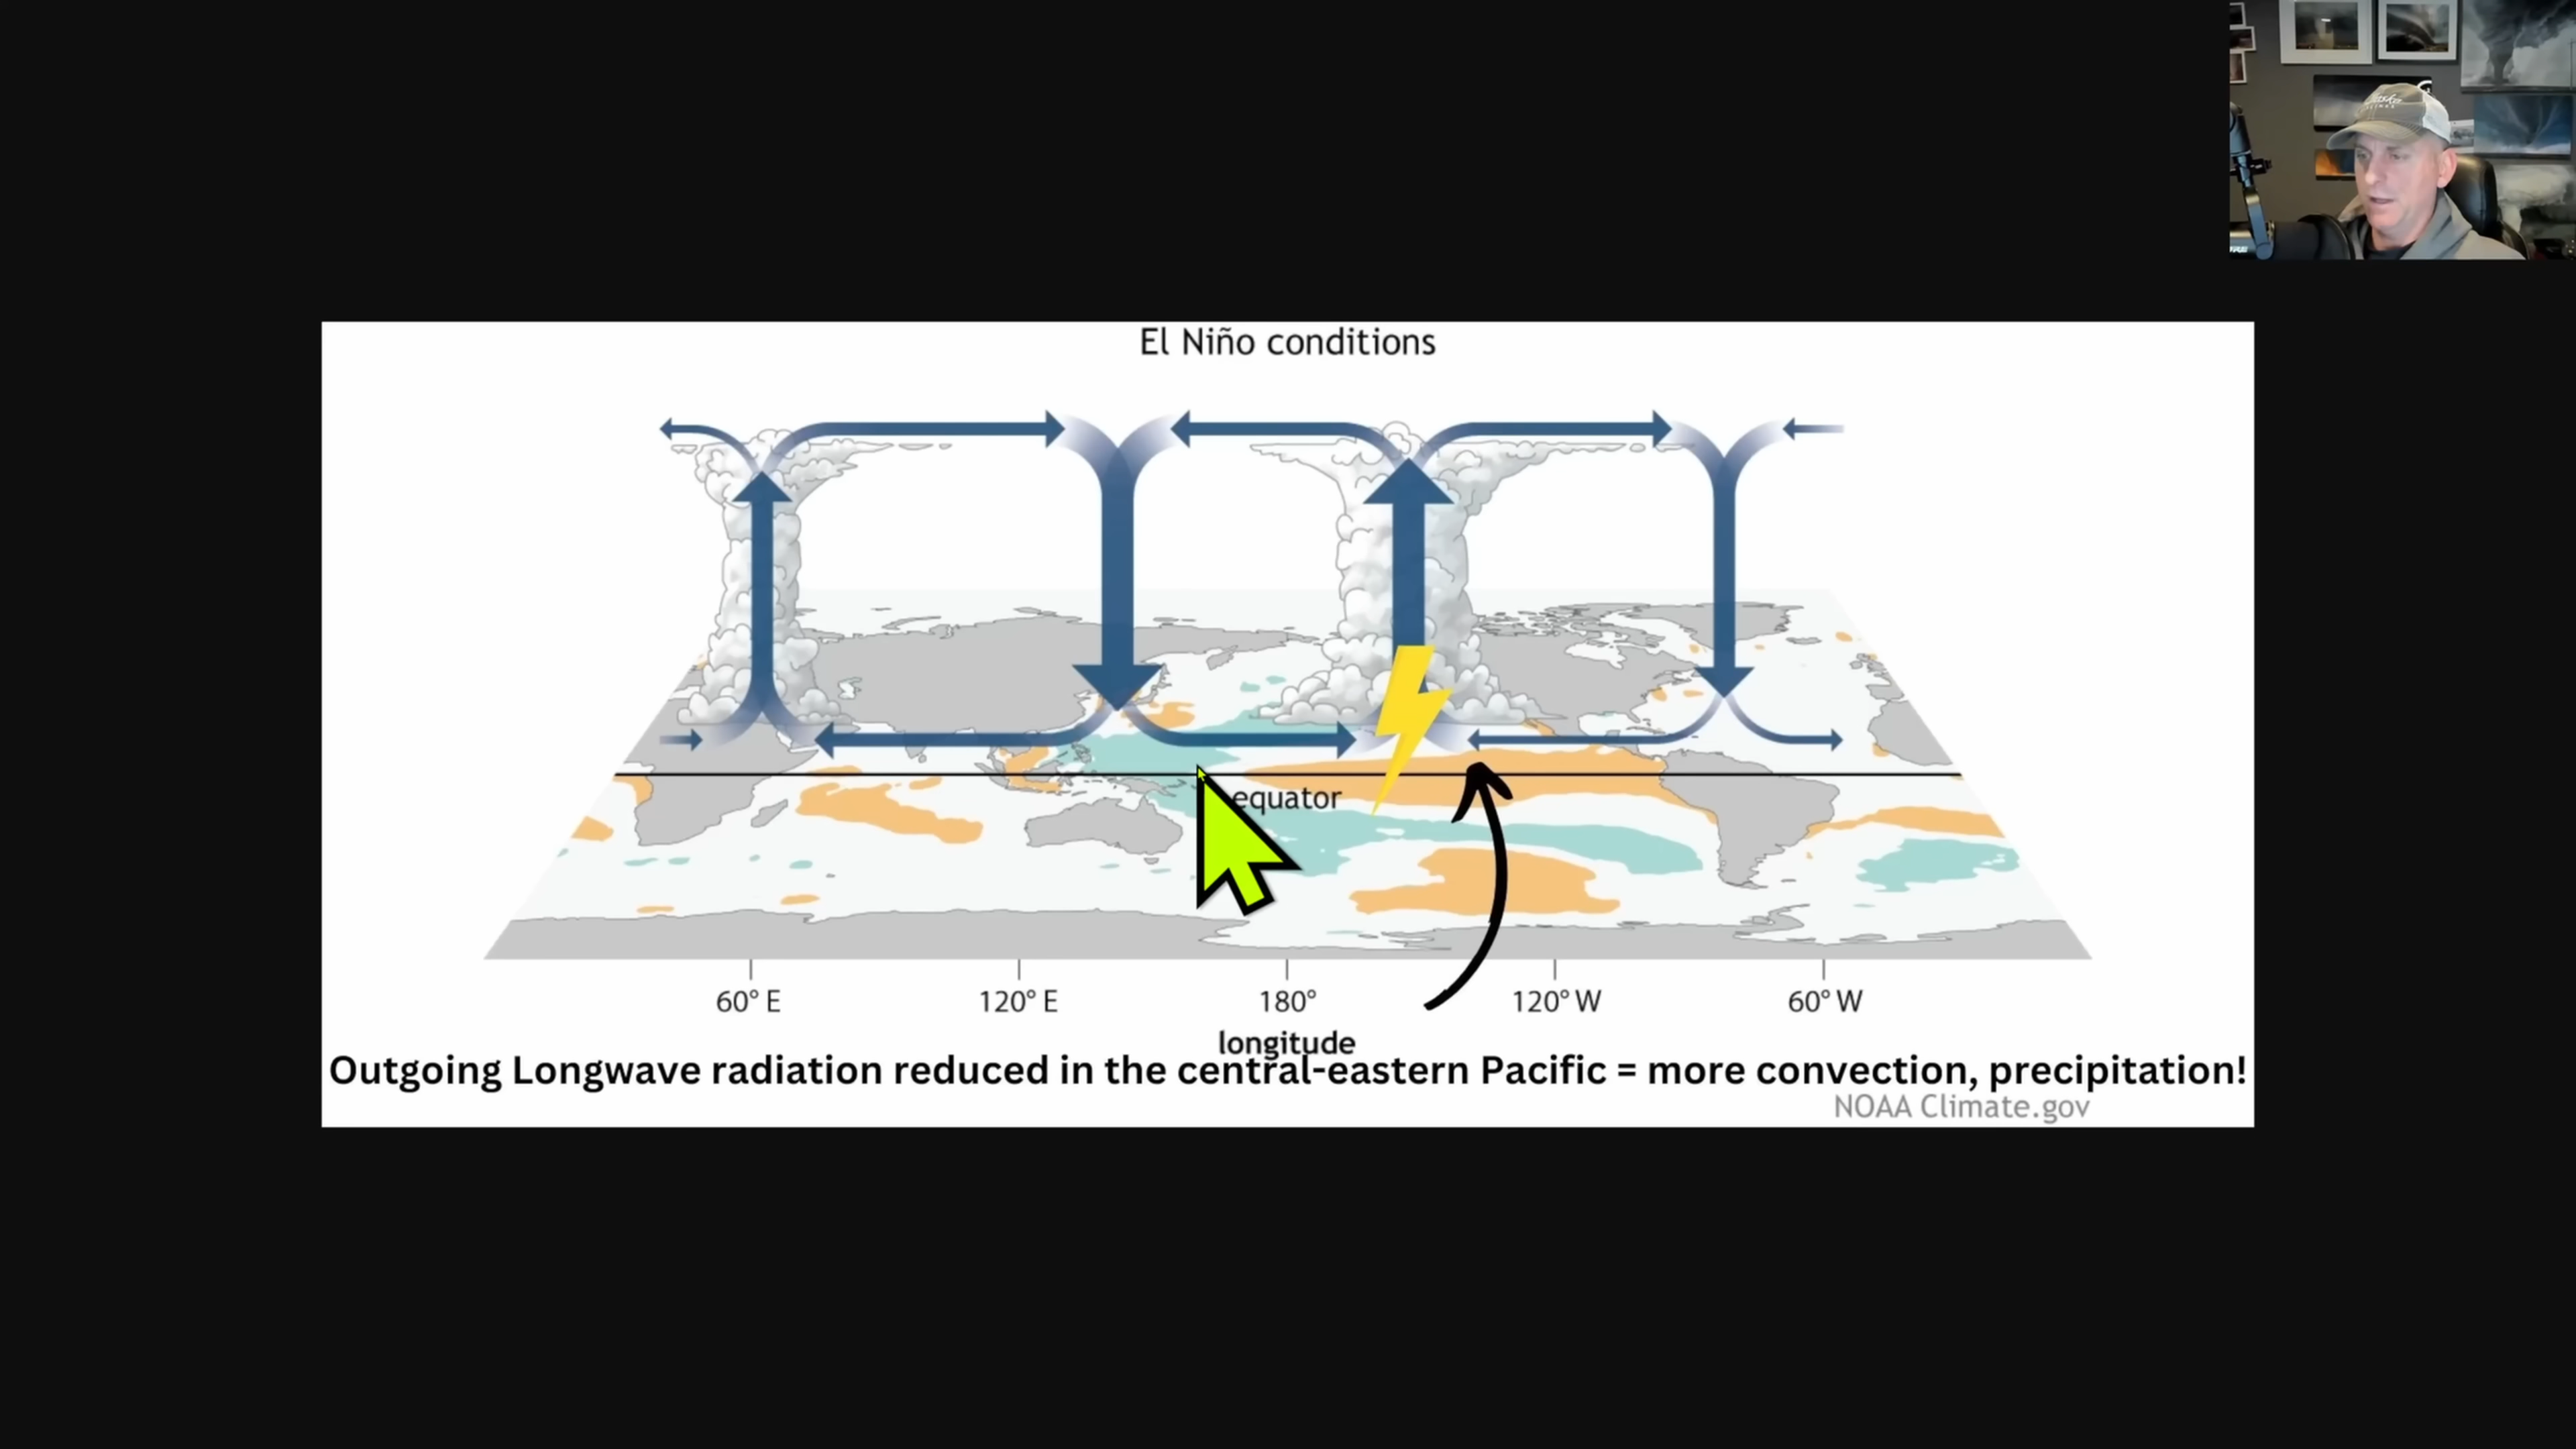 El Niño conditions
equator
60° E 120° E 180° 120° W 60° W
longitude
Outgoing Longwave radiation reduced in the central-eastern Pacific = more convection, precipitation!
NOAA Climate.gov